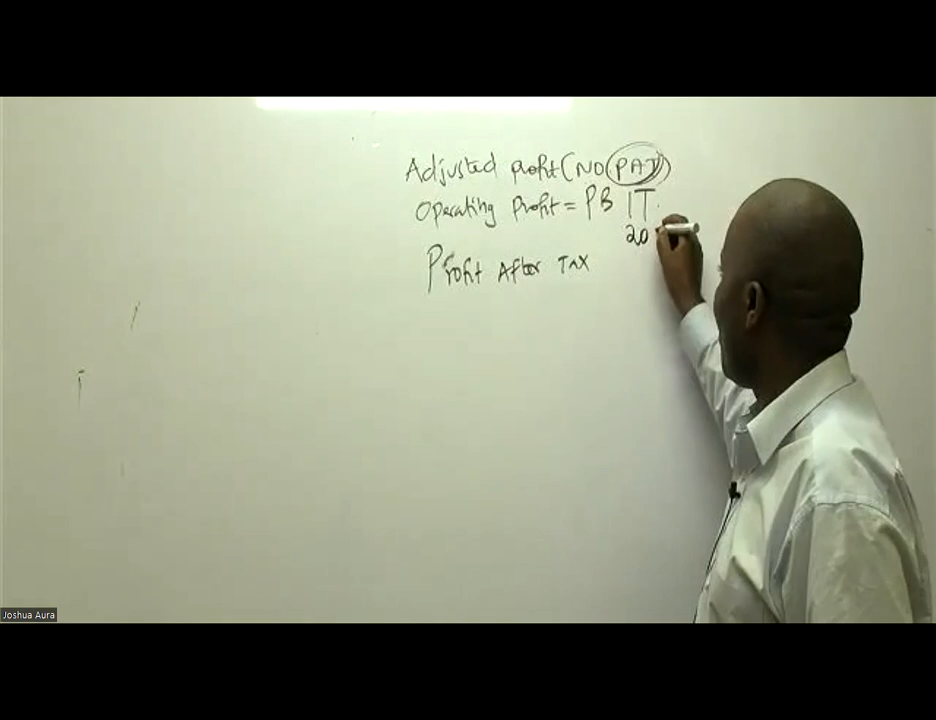 Adjusted profit (NOPAT)
Operating Profit = PBIT
20
Profit After TAX
Joshua Aura